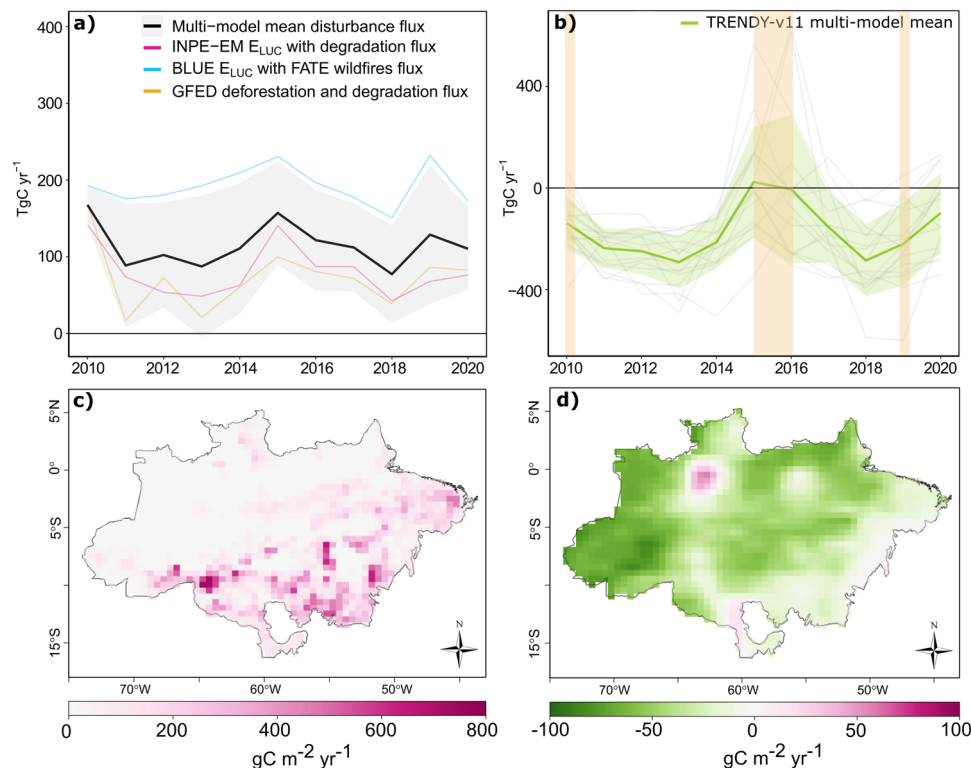 a)
Multi-model mean disturbance flux
INPE−EM E_LUC with degradation flux
BLUE E_LUC with FATE wildfires flux
GFED deforestation and degradation flux
TgC yr⁻¹
400
300
200
100
0
2010 2012 2014 2016 2018 2020
b)
TRENDY-v11 multi-model mean
TgC yr⁻¹
400
0
−400
2010 2012 2014 2016 2018 2020
c)
5°N
0°
5°S
15°S
N
70°W 60°W 50°W
0 200 400 600 800
gC m⁻² yr⁻¹
d)
5°N
0°
5°S
15°S
N
70°W 60°W 50°W
-100 -50 0 50 100
gC m⁻² yr⁻¹